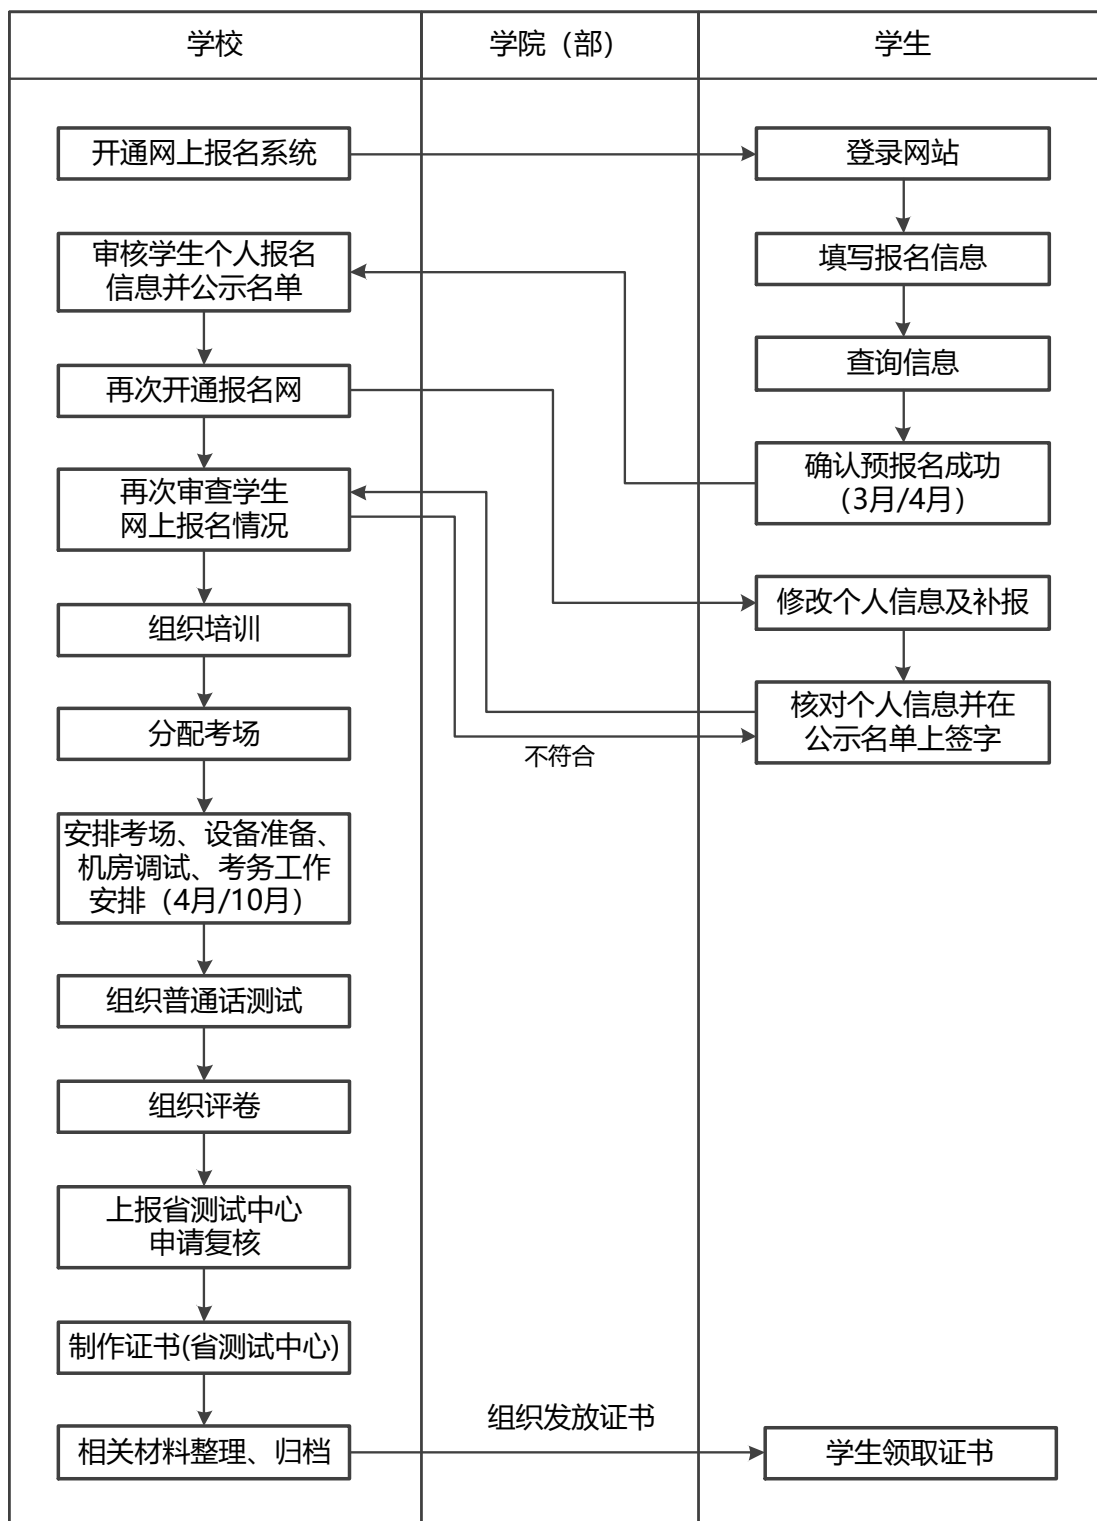 学校
学院（部）
学生
开通网上报名系统
登录网站
审核学生个人报名
信息并公示名单
填写报名信息
再次开通报名网
查询信息
再次审查学生
网上报名情况
确认预报名成功
（3月/4月）
组织培训
修改个人信息及补报
分配考场
核对个人信息并在
公示名单上签字
不符合
安排考场、设备准备、
机房调试、考务工作
安排（4月/10月）
组织普通话测试
组织评卷
上报省测试中心
申请复核
制作证书(省测试中心)
组织发放证书
相关材料整理、归档
学生领取证书